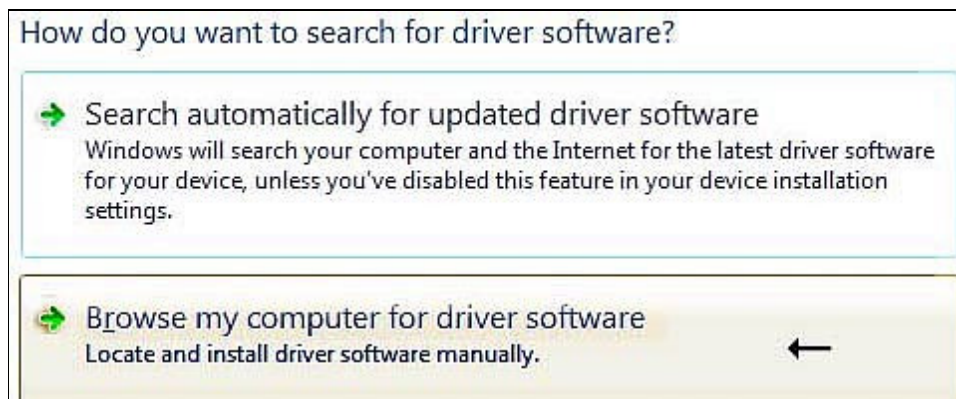 How do you want to search for driver software?
Search automatically for updated driver software
Windows will search your computer and the Internet for the latest driver software
for your device, unless you've disabled this feature in your device installation
settings.
Browse my computer for driver software
Locate and install driver software manually.